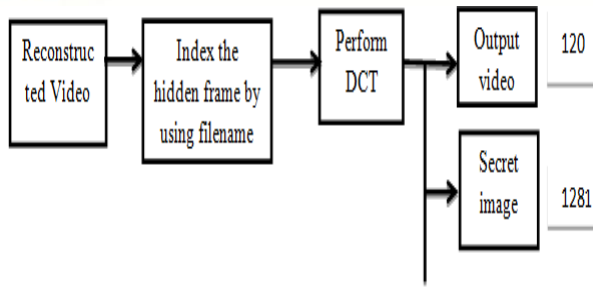 Reconstruc
ted Video
Index the
hidden frame by
using filename
Perform
DCT
Output
video
120
Secret
image
1281